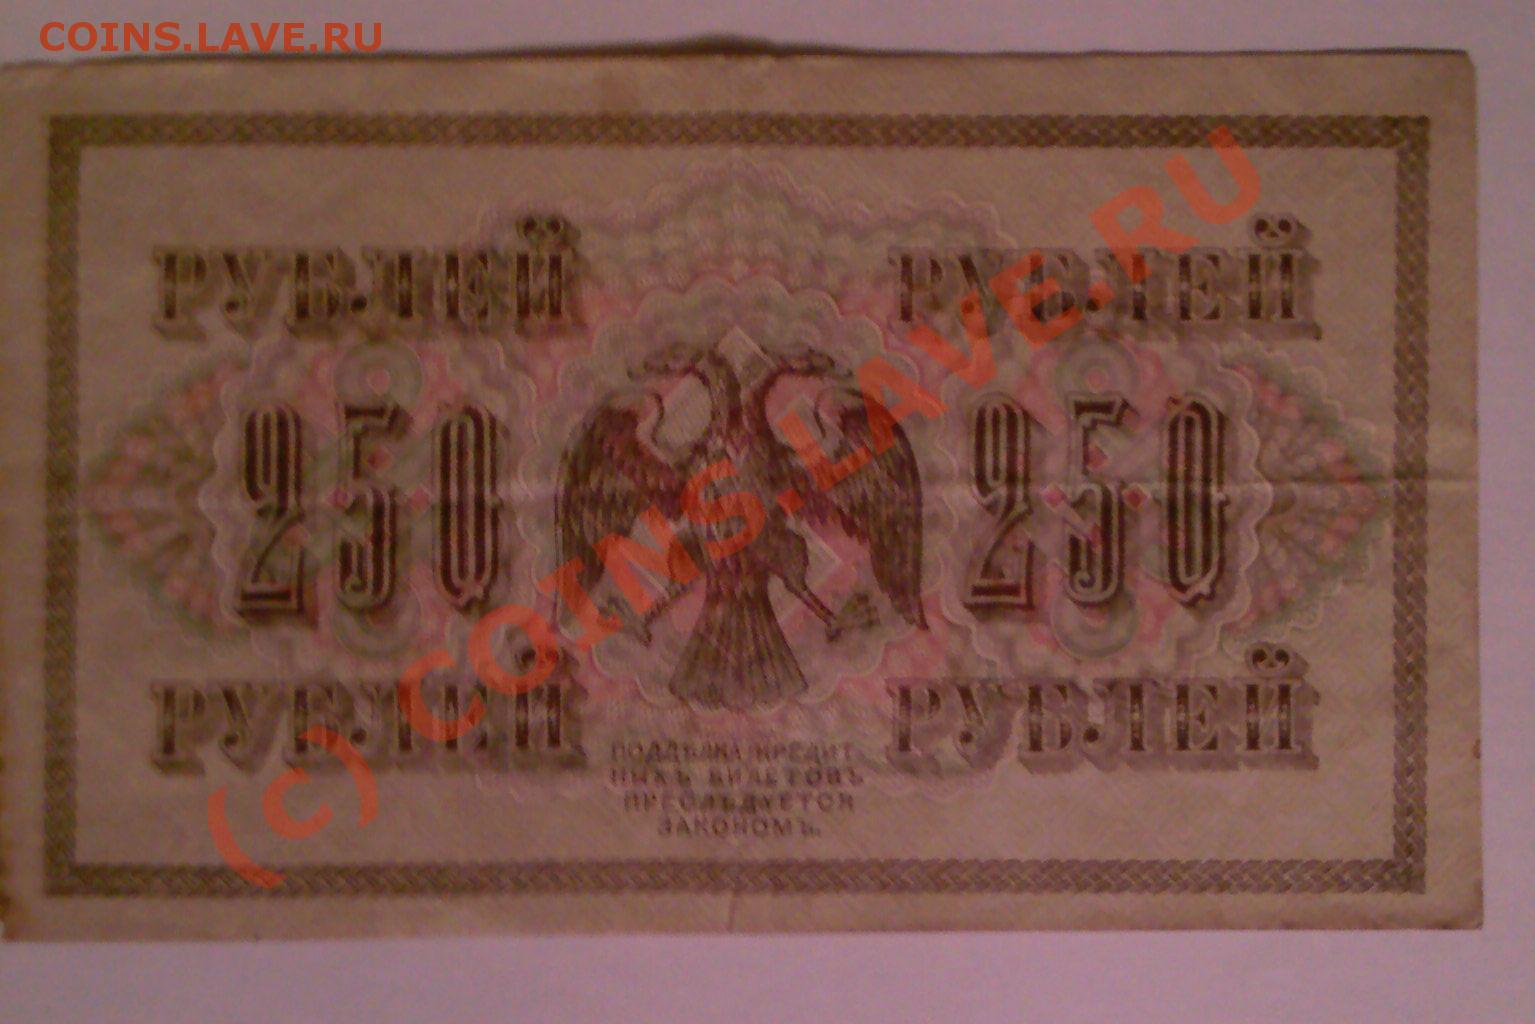 COINS.LAVE.RU
РУБЛЕЙ РУБЛЕЙ
250 250
РУБЛЕЙ РУБЛЕЙ
ПОДДѢЛКА КРЕДИТ-
НЫХЪ БИЛЕТОВЪ
ПРЕСЛѢДУЕТСЯ
ЗАКОНОМЪ.
(c) COINS.LAVE.RU